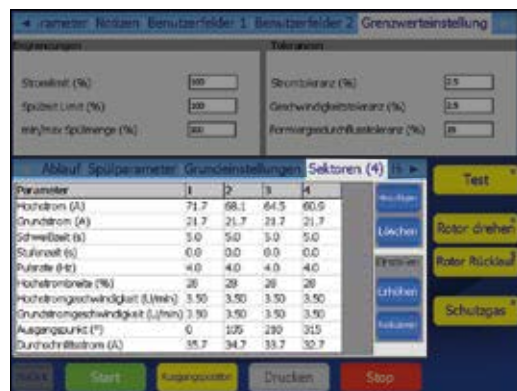 Notizen Benutzerfelder 1 Benutzerfelder 2 Grenzwerteinstellung
Begrenzungen Toleranzen
Stromlimit (%) 100 Stromtoleranz (%) 2.5
Spülzeit Limit (%) 200 Geschwindigkeitstoleranz (%) 2.5
min/max Spülmenge (%) Formiergasdurchflusstoleranz (%)
Ablauf Spülparameter Grundeinstellungen Sektoren (4)
Parameter 1 2 3 4
Hochstrom (A) 71.7 68.1 64.5 60.9
Grundstrom (A) 21.7 21.7 21.7 21.7
Schweißzeit (s) 5.0 5.0 5.0 5.0
0.0 0.0 0.0 0.0
Pulsrate (Hz) 4.0 4.0 4.0 4.0
Hochstrombreite (%) 28 28 28 28
Hochstromgeschwindigkeit (U/min) 3.50 3.50 3.50 3.50
Grundstromgeschwindigkeit (U/min) 3.50 3.50 3.50 3.50
Ausgangspunkt (°) 0 105 210 315
Durchschnittsstrom (A) 35.7 34.7 33.7 32.7
Löschen
Erhöhen
Test
Rotor drehen
Rotor Rücklauf
Schutzgas
Start Ausgangsposition Drucken Stop